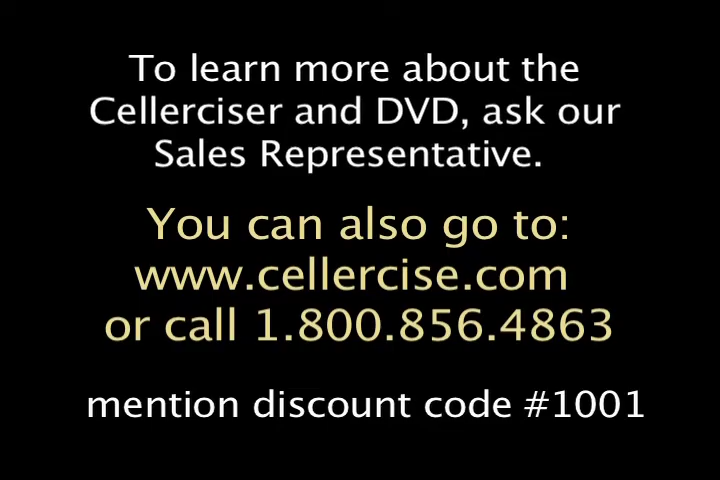 To learn more about the
Cellerciser and DVD, ask our
Sales Representative.
You can also go to:
www.cellercise.com
or call 1.800.856.4863
mention discount code #1001